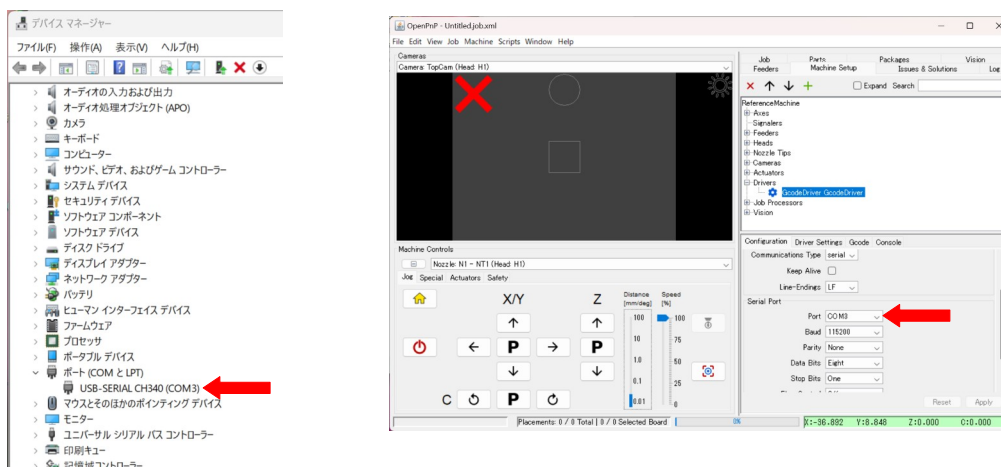 デバイス マネージャー
ファイル(F) 操作(A) 表示(V) ヘルプ(H)
オーディオの入力および出力
オーディオ処理オブジェクト (APO)
カメラ
キーボード
コンピューター
サウンド、ビデオ、およびゲーム コントローラー
システム デバイス
セキュリティ デバイス
ソフトウェア コンポーネント
ソフトウェア デバイス
ディスク ドライブ
ディスプレイ アダプター
ネットワーク アダプター
バッテリ
ヒューマン インターフェイス デバイス
ファームウェア
プロセッサ
ポータブル デバイス
ポート (COM と LPT)
USB-SERIAL CH340 (COM3)
マウスとそのほかのポインティング デバイス
モニター
ユニバーサル シリアル バス コントローラー
印刷キュー
記憶域コントローラー
OpenPnP - Untitled.job.xml
File Edit View Job Machine Scripts Window Help
Cameras
Camera: TopCam (Head H1)
Machine Controls
Nozzle: N1 - NT1 (Head H1)
Jog Special Actuators Safety
X/Y Z
Distance [mm/deg]
Speed [%]
100 100
10 75
1.0 50
0.1 25
0.01 0
P P
C P
Job Parts Packages Vision
Feeders Machine Setup Issues & Solutions Log
Expand Search
ReferenceMachine
Axes
Signalers
Feeders
Heads
Nozzle Tips
Cameras
Actuators
Drivers
GcodeDriver GcodeDriver
Job Processors
Vision
Configuration Driver Settings Gcode Console
Communications Type serial
Keep Alive
Line-Endings LF
Serial Port
Port COM3
Baud 115200
Parity None
Data Bits Eight
Stop Bits One
Reset Apply
Placements: 0 / 0 Total | 0 / 0 Selected Board
0%
X:-36.892 Y:8.848 Z:0.000 C:0.000